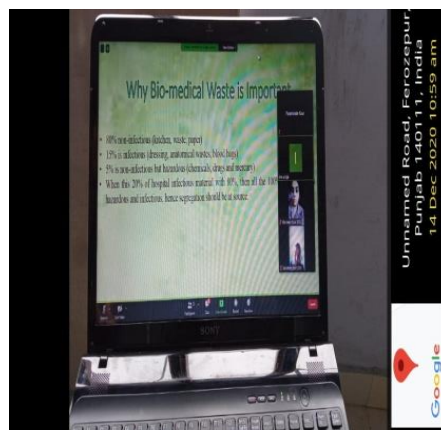 Why Bio-medical Waste is Important
• 80% non-infectious (kitchen, waste, paper)
• 15% is infectious (dressing, anatomical wastes, blood bags)
• 5% is non-infectious but hazardous (chemicals, drugs and mercury)
• When this 20% of hospital infectious material with 80%, then all the 100%
hazardous and infectious, hence segregation should be at source.
SONY
Unnamed Road, Ferozepur,
Punjab 140111, India
14 Dec 2020 10:59 am
Google